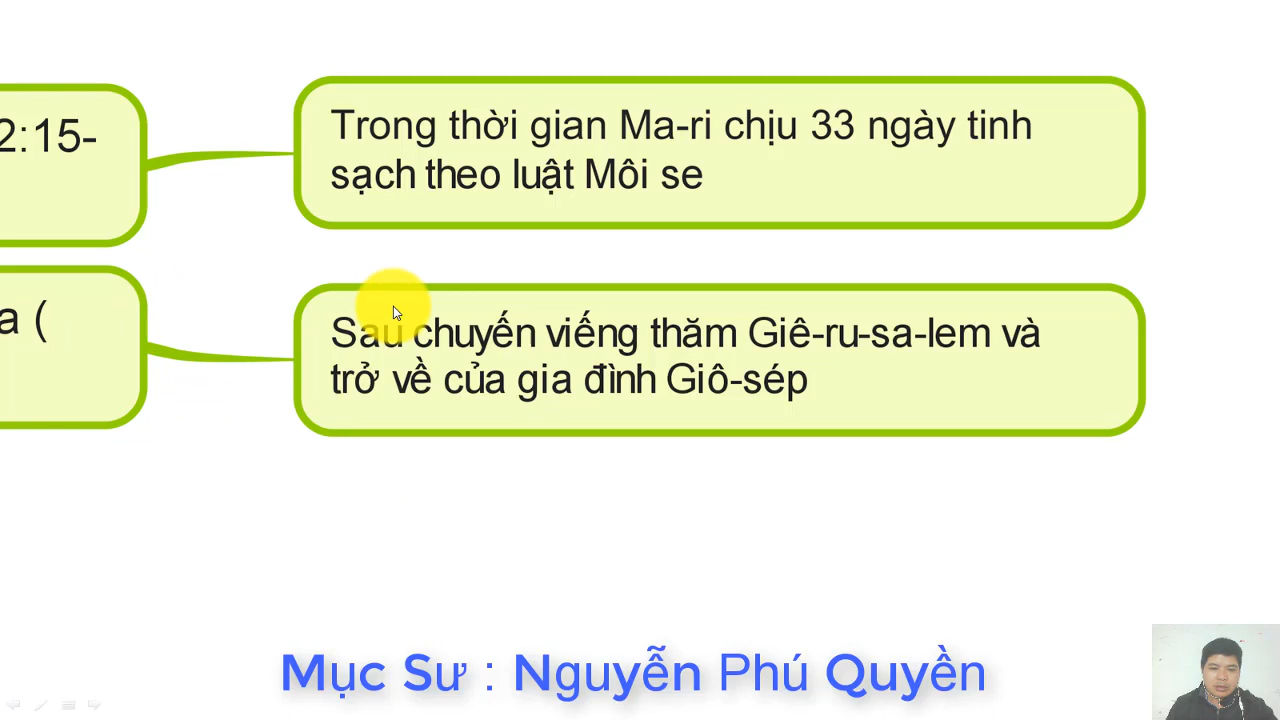 2:15-
Trong thời gian Ma-ri chịu 33 ngày tinh
sạch theo luật Môi se
a (
Sau chuyến viếng thăm Giê-ru-sa-lem và
trở về của gia đình Giô-sép
Mục Sư : Nguyễn Phú Quyền